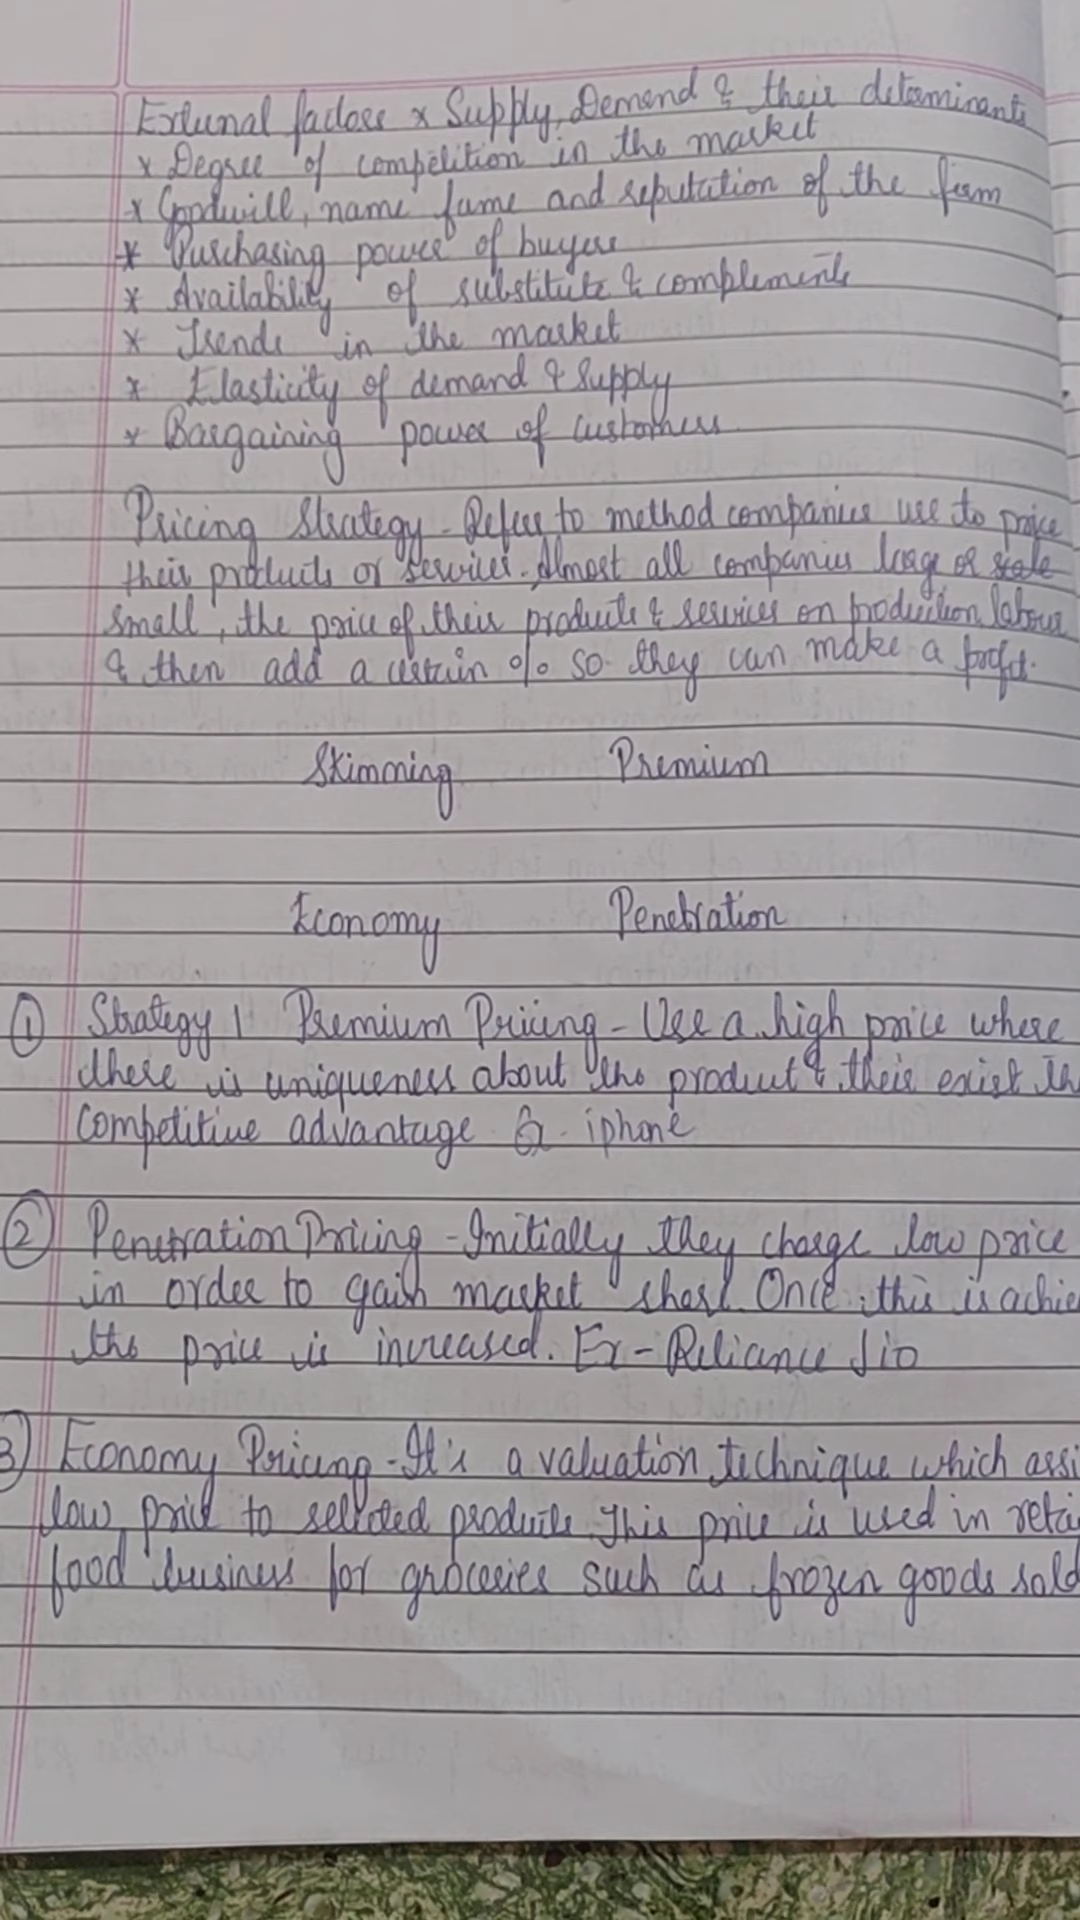 External factors x Supply, Demand & their determinants
x Degree of competition in the market
x Goodwill, name fame and reputation of the firm
* Purchasing power of buyers
* Availability of substitute & complements
* Trends in the market
* Elasticity of demand & supply
* Bargaining power of customers
Pricing Strategy - Refers to method companies use to price
their products or services. Almost all companies large or
small, the price of their products & services on production, labour
& then add a certain % so they can make a profit.
Skimming Premium
Economy Penetration
① Strategy 1 Premium Pricing - Use a high price where
there is uniqueness about the product & their exist
competitive advantage Ex - iphone
② Penetration Pricing - Initially they charge low price
in order to gain market share. Once this is
the price is increased. Ex - Reliance Jio
3 Economy Pricing - It's a valuation technique which
low price to selected products. This price is used in
food business for groceries such as frozen goods sold